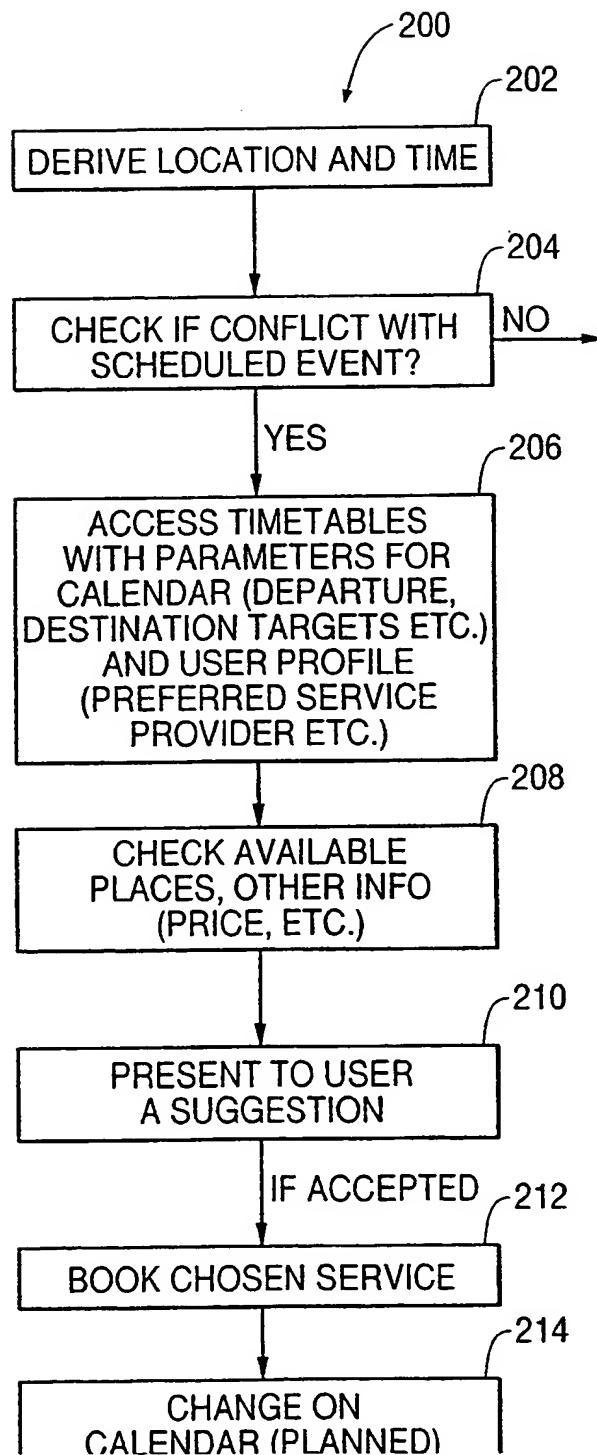 200
202
DERIVE LOCATION AND TIME
204
CHECK IF CONFLICT WITH
SCHEDULED EVENT?
NO
YES
206
ACCESS TIMETABLES
WITH PARAMETERS FOR
CALENDAR (DEPARTURE,
DESTINATION TARGETS ETC.)
AND USER PROFILE
(PREFERRED SERVICE
PROVIDER ETC.)
208
CHECK AVAILABLE
PLACES, OTHER INFO
(PRICE, ETC.)
210
PRESENT TO USER
A SUGGESTION
IF ACCEPTED
212
BOOK CHOSEN SERVICE
214
CHANGE ON
CALENDAR (PLANNED)